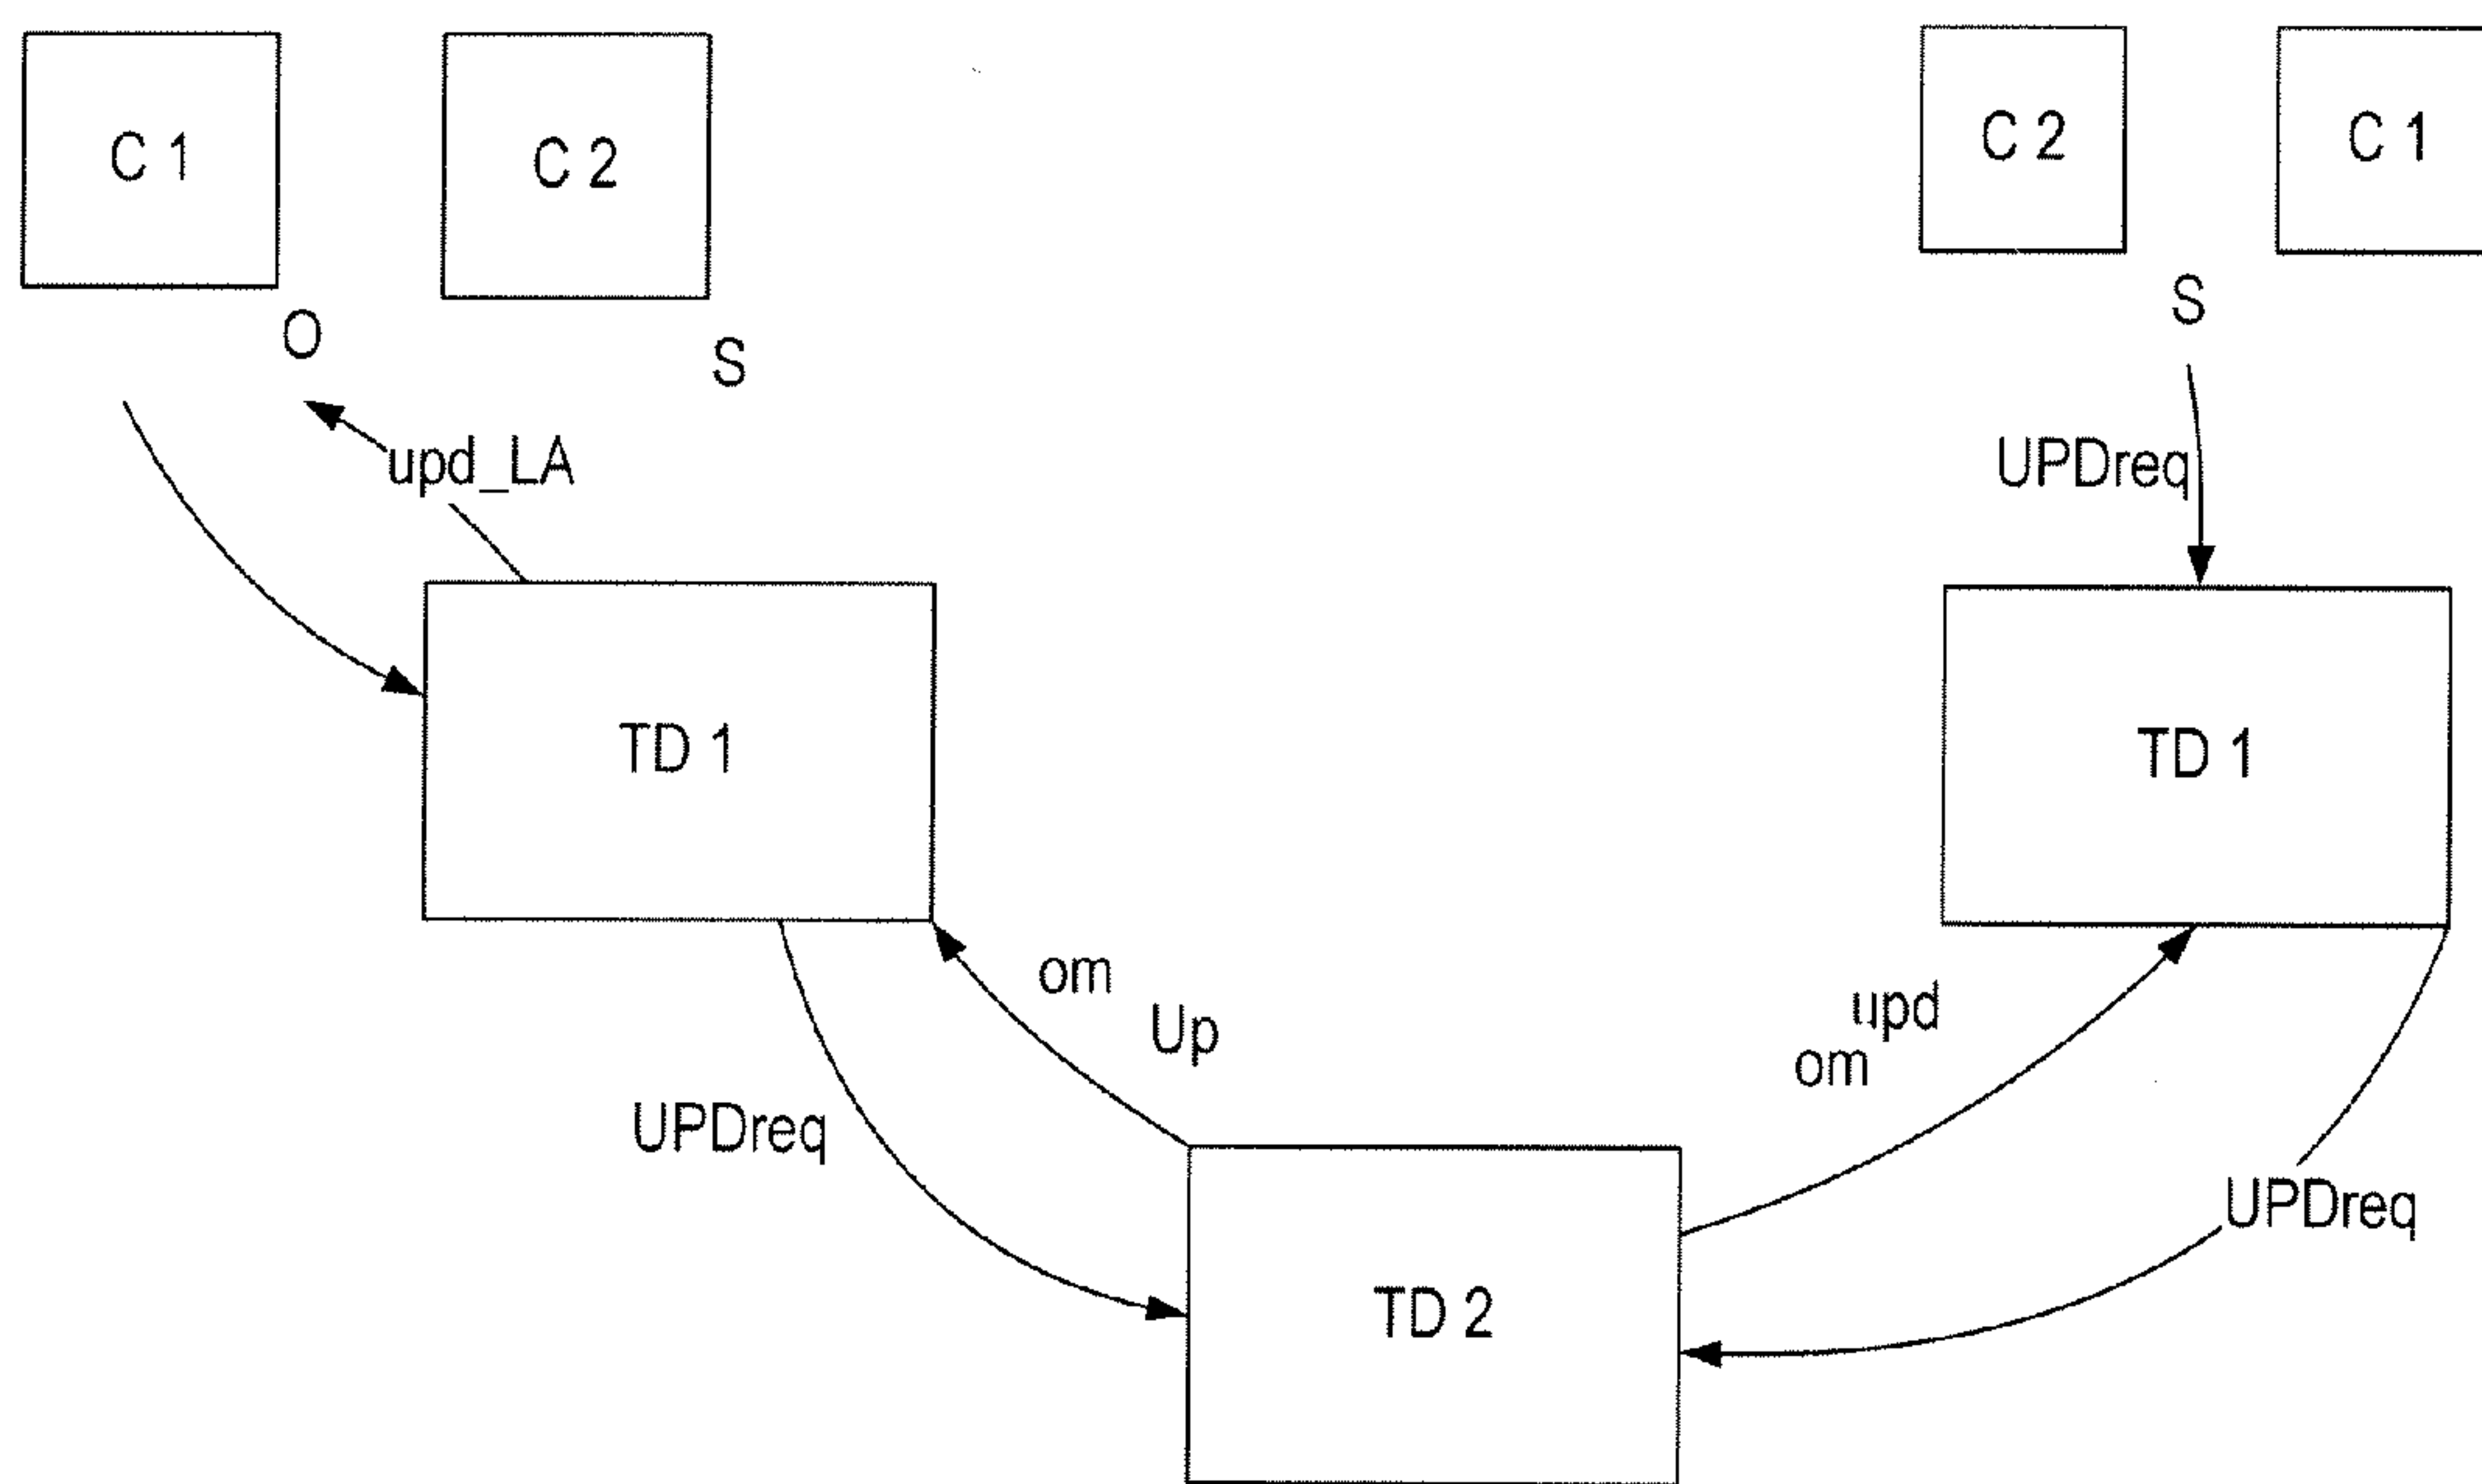 C 1
C 2
C 2
C 1
O
S
S
upd_LA
UPDreq
TD 1
TD 1
om
Up
upd
om
UPDreq
UPDreq
TD 2